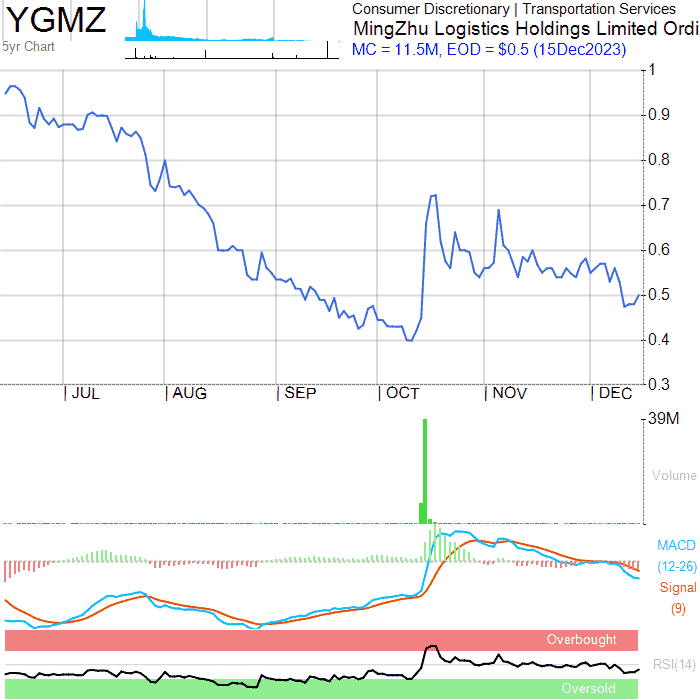 YGMZ
5yr Chart
Consumer Discretionary | Transportation Services
MingZhu Logistics Holdings Limited Ordi
MC = 11.5M, EOD = $0.5 (15Dec2023)
1
0.9
0.8
0.7
0.6
0.5
0.4
0.3
JUL
AUG
SEP
OCT
NOV
DEC
39M
Volume
MACD
(12-26)
Signal
(9)
Overbought
RSI(14)
Oversold